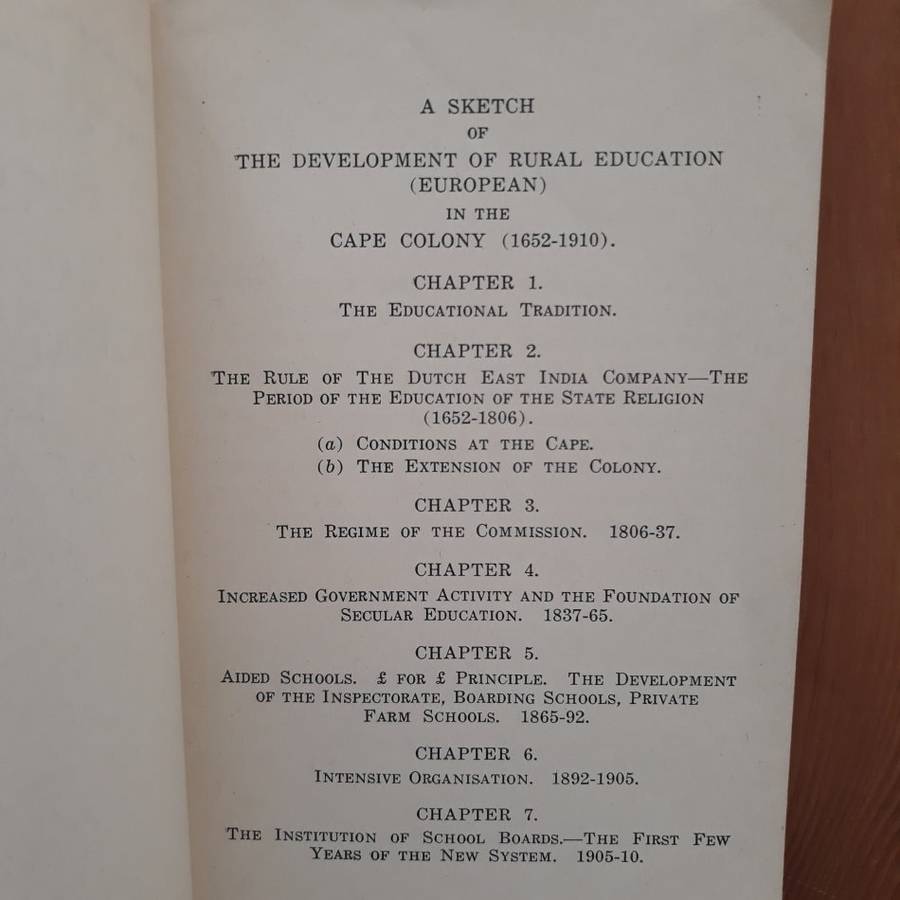 A SKETCH
OF
THE DEVELOPMENT OF RURAL EDUCATION
(EUROPEAN)
IN THE
CAPE COLONY (1652-1910).
CHAPTER 1.
THE EDUCATIONAL TRADITION.
CHAPTER 2.
THE RULE OF THE DUTCH EAST INDIA COMPANY—THE
PERIOD OF THE EDUCATION OF THE STATE RELIGION
(1652-1806).
(a) CONDITIONS AT THE CAPE.
(b) THE EXTENSION OF THE COLONY.
CHAPTER 3.
THE REGIME OF THE COMMISSION. 1806-37.
CHAPTER 4.
INCREASED GOVERNMENT ACTIVITY AND THE FOUNDATION OF
SECULAR EDUCATION. 1837-65.
CHAPTER 5.
AIDED SCHOOLS. £ FOR £ PRINCIPLE. THE DEVELOPMENT
OF THE INSPECTORATE, BOARDING SCHOOLS, PRIVATE
FARM SCHOOLS. 1865-92.
CHAPTER 6.
INTENSIVE ORGANISATION. 1892-1905.
CHAPTER 7.
THE INSTITUTION OF SCHOOL BOARDS.—THE FIRST FEW
YEARS OF THE NEW SYSTEM. 1905-10.